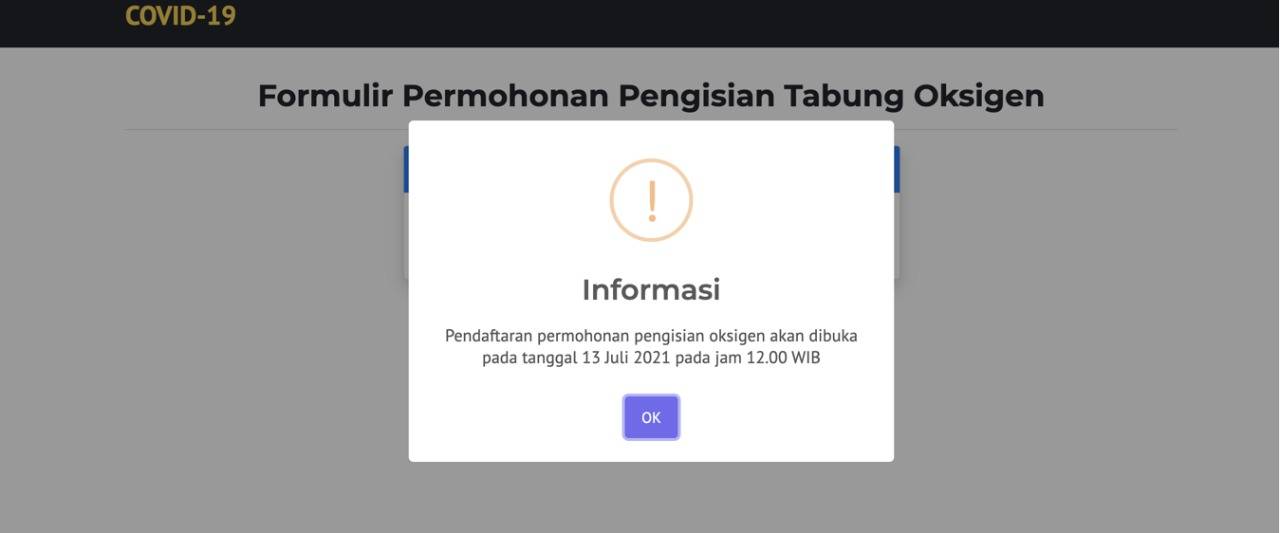 COVID-19
Formulir Permohonan Pengisian Tabung Oksigen
!
Informasi
Pendaftaran permohonan pengisian oksigen akan dibuka
pada tanggal 13 Juli 2021 pada jam 12.00 WIB
OK